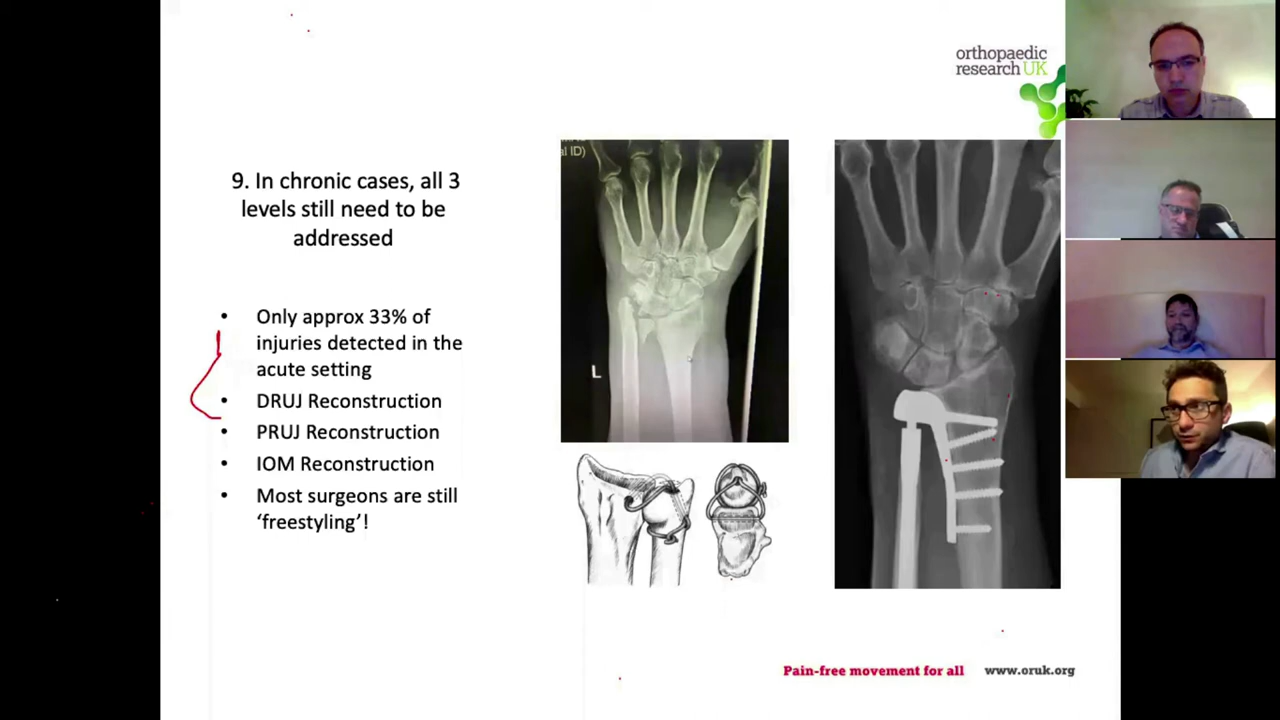 orthopaedic
research UK
al ID)
9. In chronic cases, all 3
levels still need to be
addressed
• Only approx 33% of
injuries detected in the
acute setting
• DRUJ Reconstruction
• PRUJ Reconstruction
• IOM Reconstruction
• Most surgeons are still
‘freestyling’!
L
Pain-free movement for all www.oruk.org